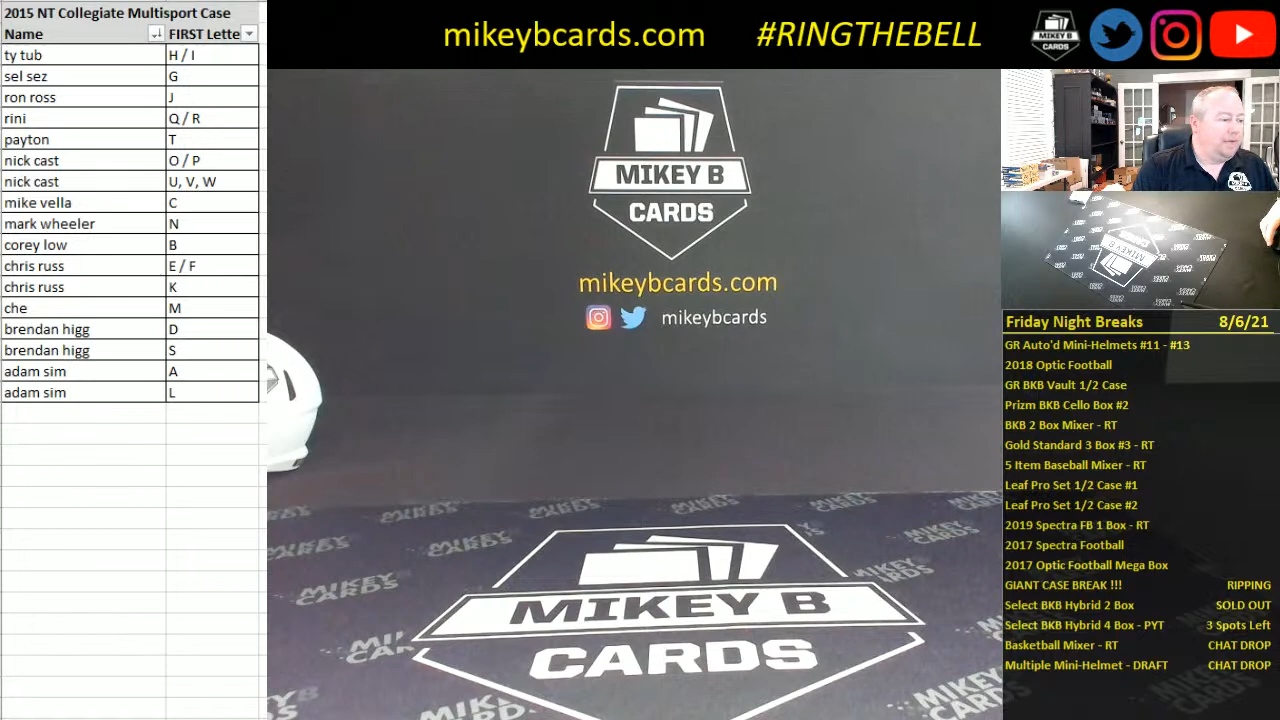 2015 NT Collegiate Multisport Case
Name FIRST Lette
ty tub H / I
sel sez G
ron ross J
rini Q / R
payton T
nick cast O / P
nick cast U, V, W
mike vella C
mark wheeler N
corey low B
chris russ E / F
chris russ K
che M
brendan higg D
brendan higg S
adam sim A
adam sim L
mikeybcards.com #RINGTHEBELL
MIKEY B
CARDS
MIKEY B
CARDS
mikeybcards.com
mikeybcards
MIKEY B
CARDS
Friday Night Breaks 8/6/21
GR Auto'd Mini-Helmets #11 - #13
2018 Optic Football
GR BKB Vault 1/2 Case
Prizm BKB Cello Box #2
BKB 2 Box Mixer - RT
Gold Standard 3 Box #3 - RT
5 Item Baseball Mixer - RT
Leaf Pro Set 1/2 Case #1
Leaf Pro Set 1/2 Case #2
2019 Spectra FB 1 Box - RT
2017 Spectra Football
2017 Optic Football Mega Box
GIANT CASE BREAK !!! RIPPING
Select BKB Hybrid 2 Box SOLD OUT
Select BKB Hybrid 4 Box - PYT 3 Spots Left
Basketball Mixer - RT CHAT DROP
Multiple Mini-Helmet - DRAFT CHAT DROP